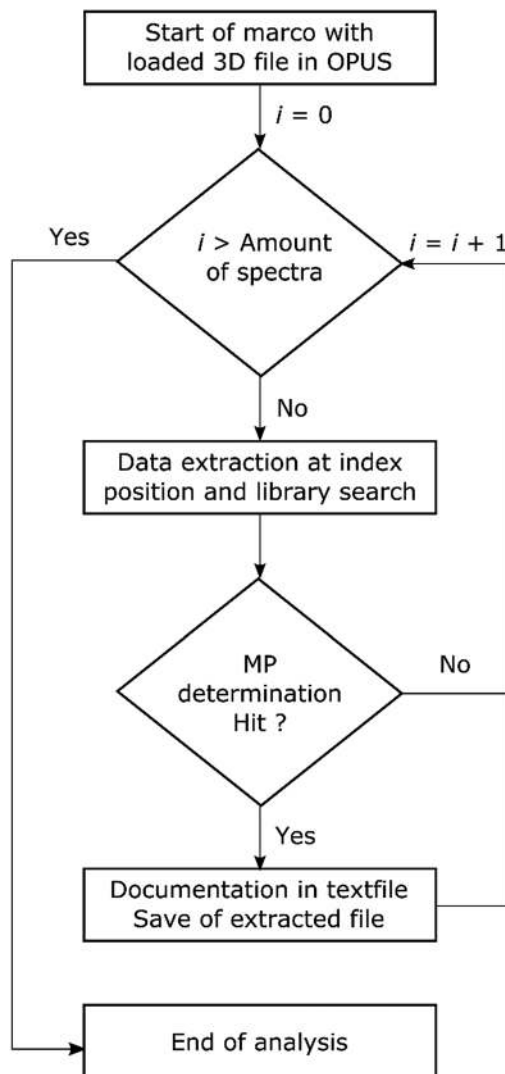 Start of marco with
loaded 3D file in OPUS
i = 0
Yes
i > Amount
of spectra
i = i + 1
No
Data extraction at index
position and library search
MP
determination
Hit ?
No
Yes
Documentation in textfile
Save of extracted file
End of analysis